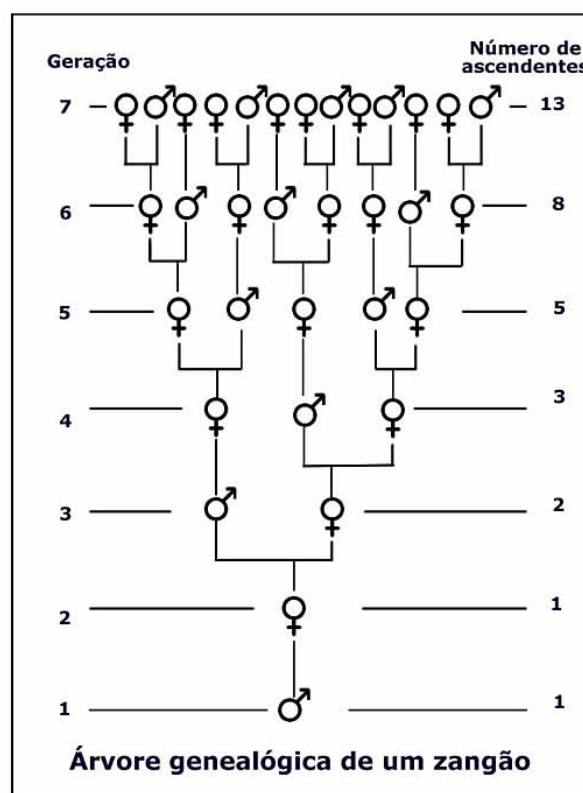 Geração
Número de
ascendentes
7 13
6 8
5 5
4 3
3 2
2 1
1 1
Árvore genealógica de um zangão